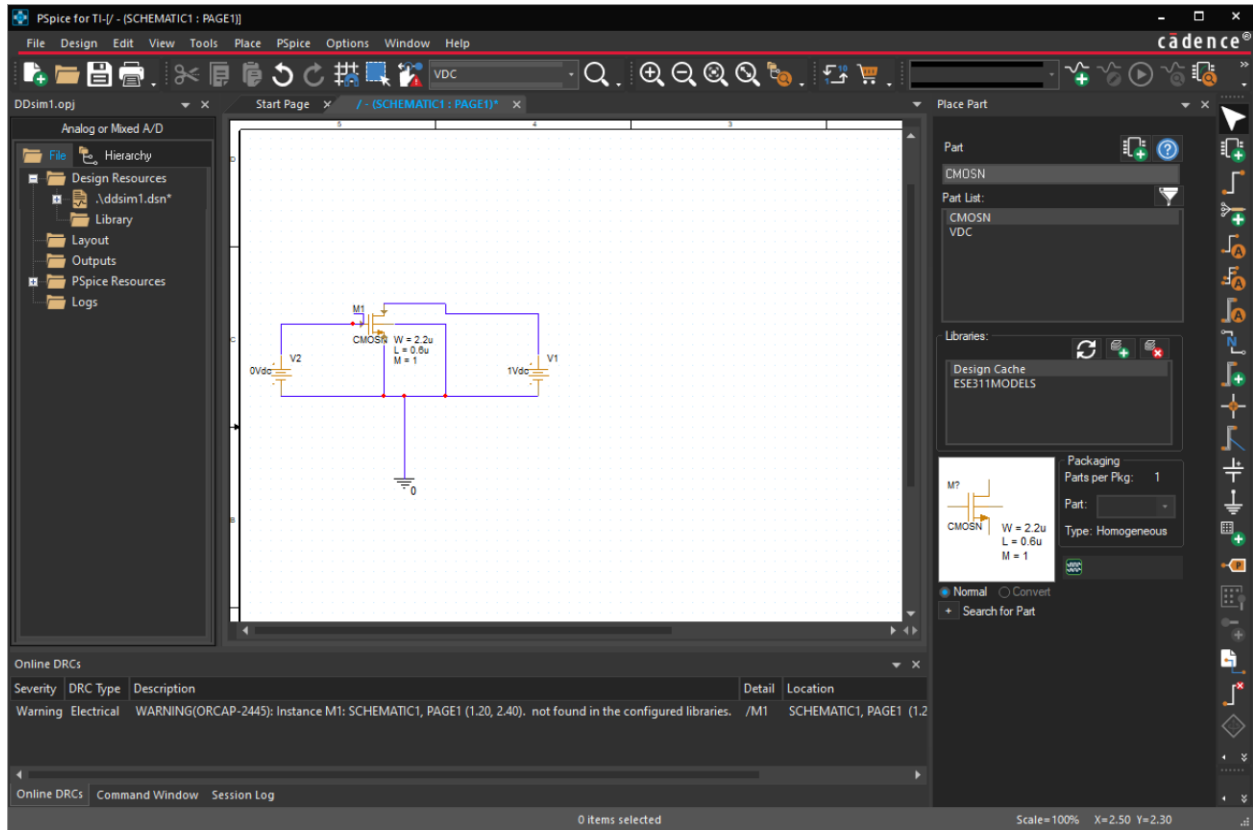 PSpice for TI-[/ - (SCHEMATIC1 : PAGE1)]
File Design Edit View Tools Place PSpice Options Window Help
cādence®
VDC
DDsim1.opj
Start Page
/ - (SCHEMATIC1 : PAGE1)*
Place Part
Analog or Mixed A/D
File
Hierarchy
Design Resources
.\ddsim1.dsn*
Library
Layout
Outputs
PSpice Resources
Logs
5
4
3
D
C
B
M1
CMOSN
W = 2.2u
L = 0.6u
M = 1
V2
0Vdc
V1
1Vdc
0
Part
CMOSN
Part List:
CMOSN
VDC
Libraries:
Design Cache
ESE311MODELS
M?
CMOSN
W = 2.2u
L = 0.6u
M = 1
Packaging
Parts per Pkg: 1
Part:
Type: Homogeneous
Normal
Convert
+ Search for Part
Online DRCs
Severity DRC Type Description Detail Location
Warning Electrical WARNING(ORCAP-2445): Instance M1: SCHEMATIC1, PAGE1 (1.20, 2.40). not found in the configured libraries. /M1 SCHEMATIC1, PAGE1 (1.2
Online DRCs Command Window Session Log
0 items selected
Scale=100% X=2.50 Y=2.30